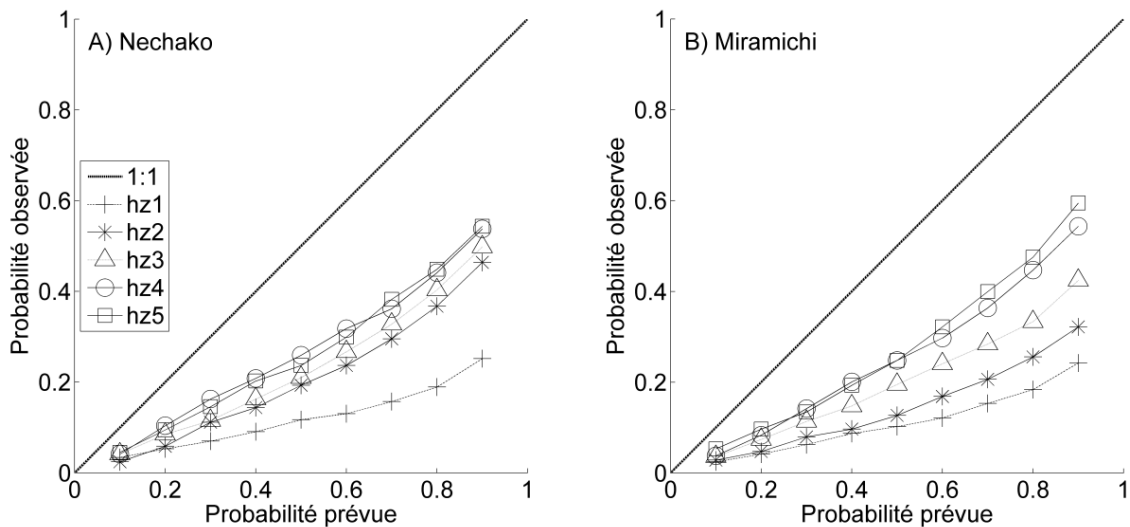 A) Nechako
1
0.8
0.6
0.4
0.2
0
Probabilité observée
1:1
hz1
hz2
hz3
hz4
hz5
0 0.2 0.4 0.6 0.8 1
Probabilité prévue
B) Miramichi
1
0.8
0.6
0.4
0.2
0
Probabilité observée
0 0.2 0.4 0.6 0.8 1
Probabilité prévue